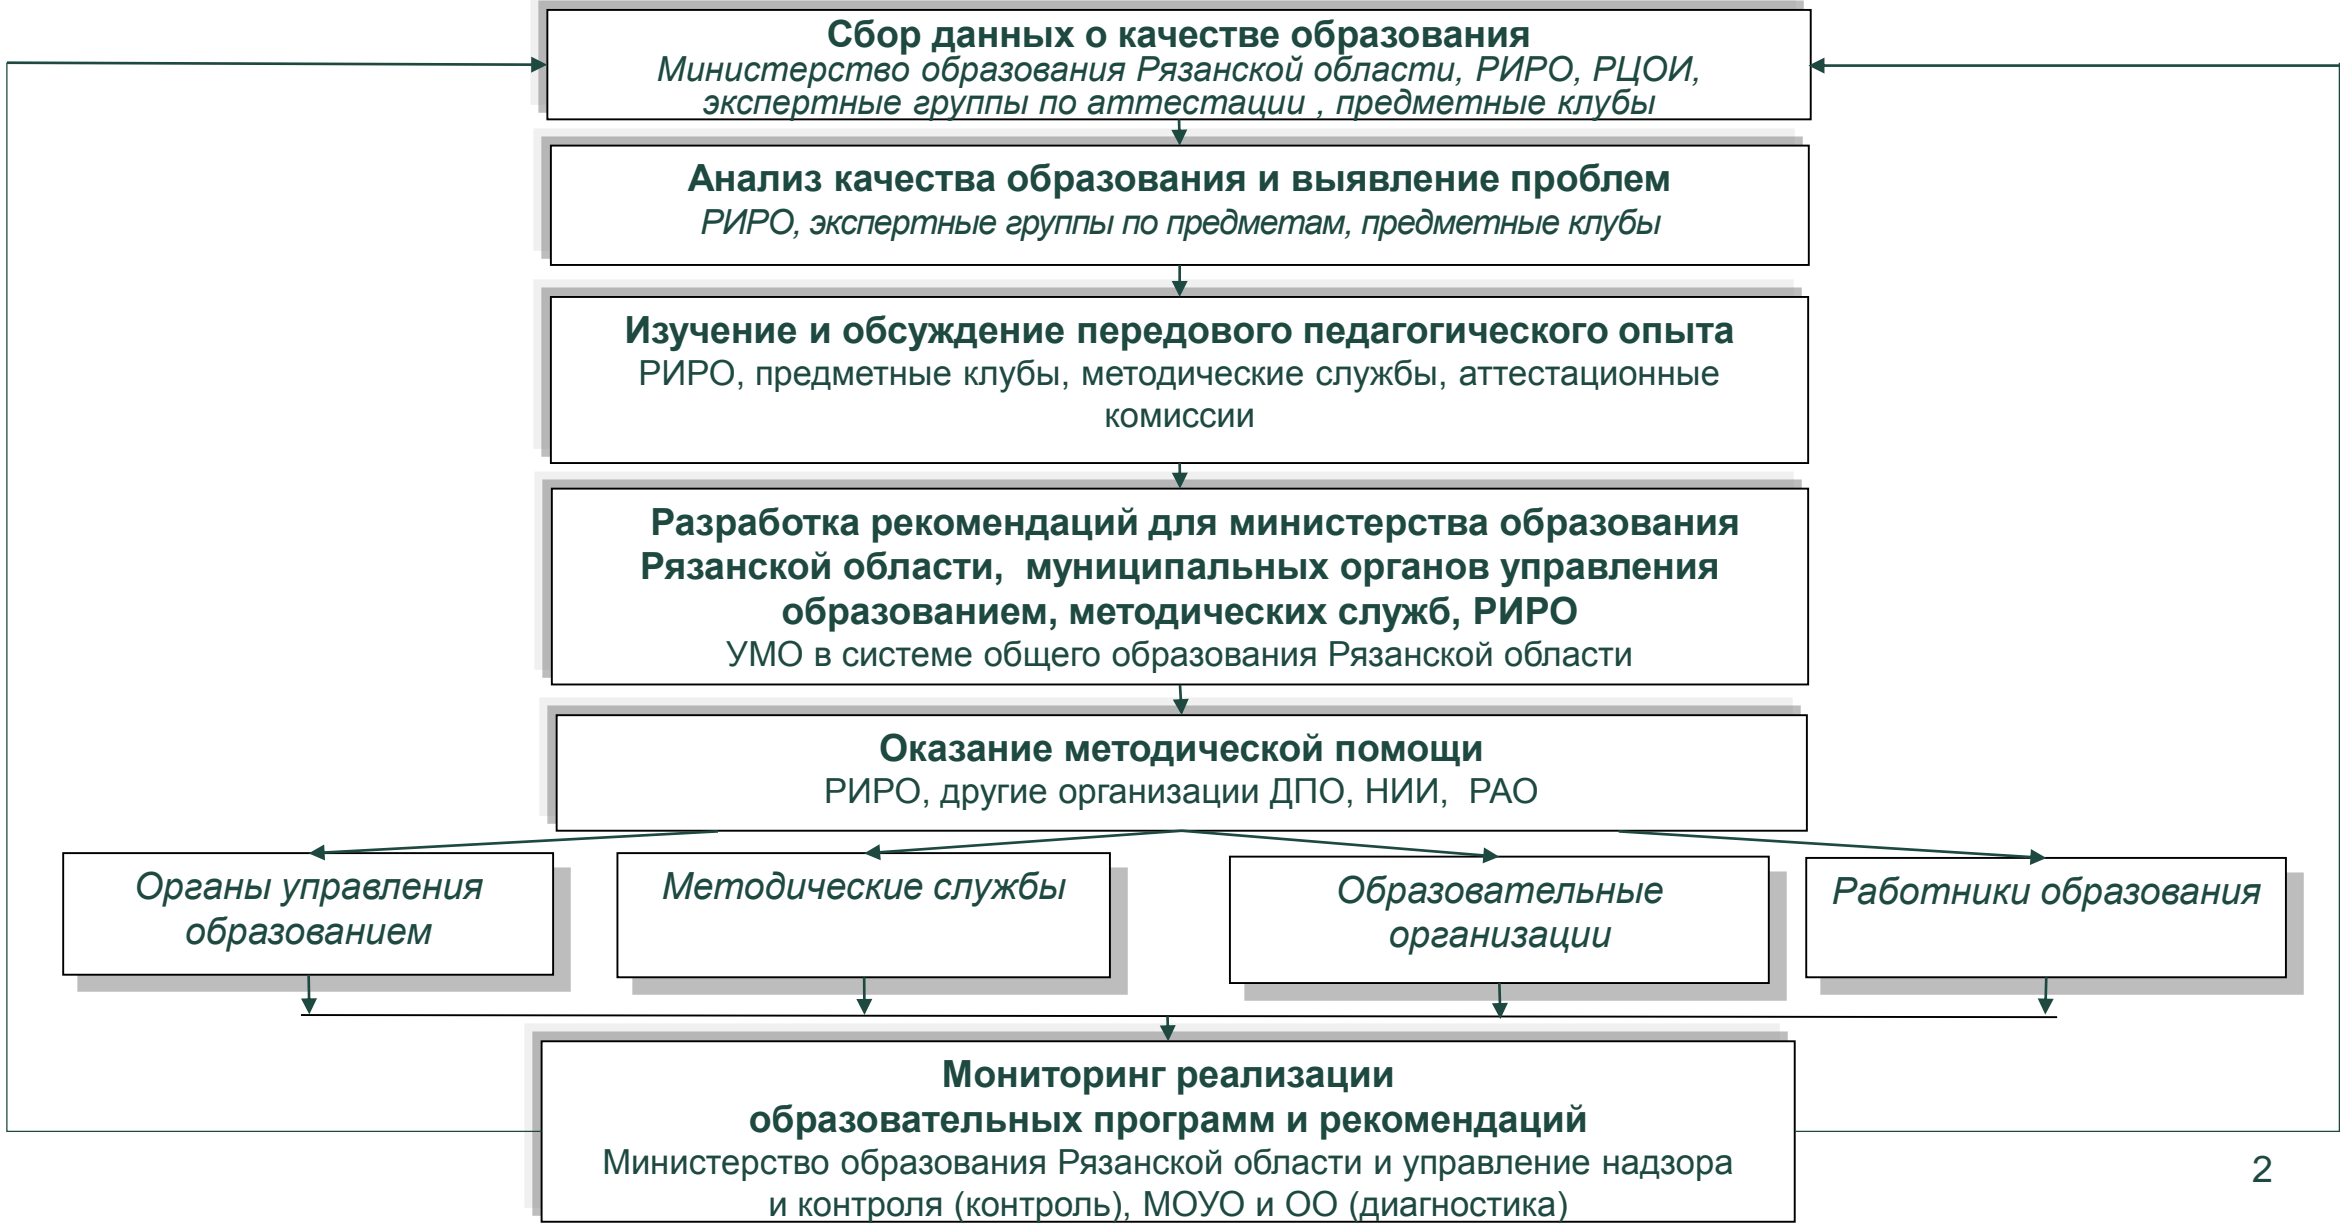 Сбор данных о качестве образования
Министерство образования Рязанской области, РИРО, РЦОИ,
экспертные группы по аттестации , предметные клубы
Анализ качества образования и выявление проблем
РИРО, экспертные группы по предметам, предметные клубы
Изучение и обсуждение передового педагогического опыта
РИРО, предметные клубы, методические службы, аттестационные
комиссии
Разработка рекомендаций для министерства образования
Рязанской области, муниципальных органов управления
образованием, методических служб, РИРО
УМО в системе общего образования Рязанской области
Оказание методической помощи
РИРО, другие организации ДПО, НИИ, РАО
Органы управления
образованием
Методические службы
Образовательные
организации
Работники образования
Мониторинг реализации
образовательных программ и рекомендаций
Министерство образования Рязанской области и управление надзора
и контроля (контроль), МОУО и ОО (диагностика)
2